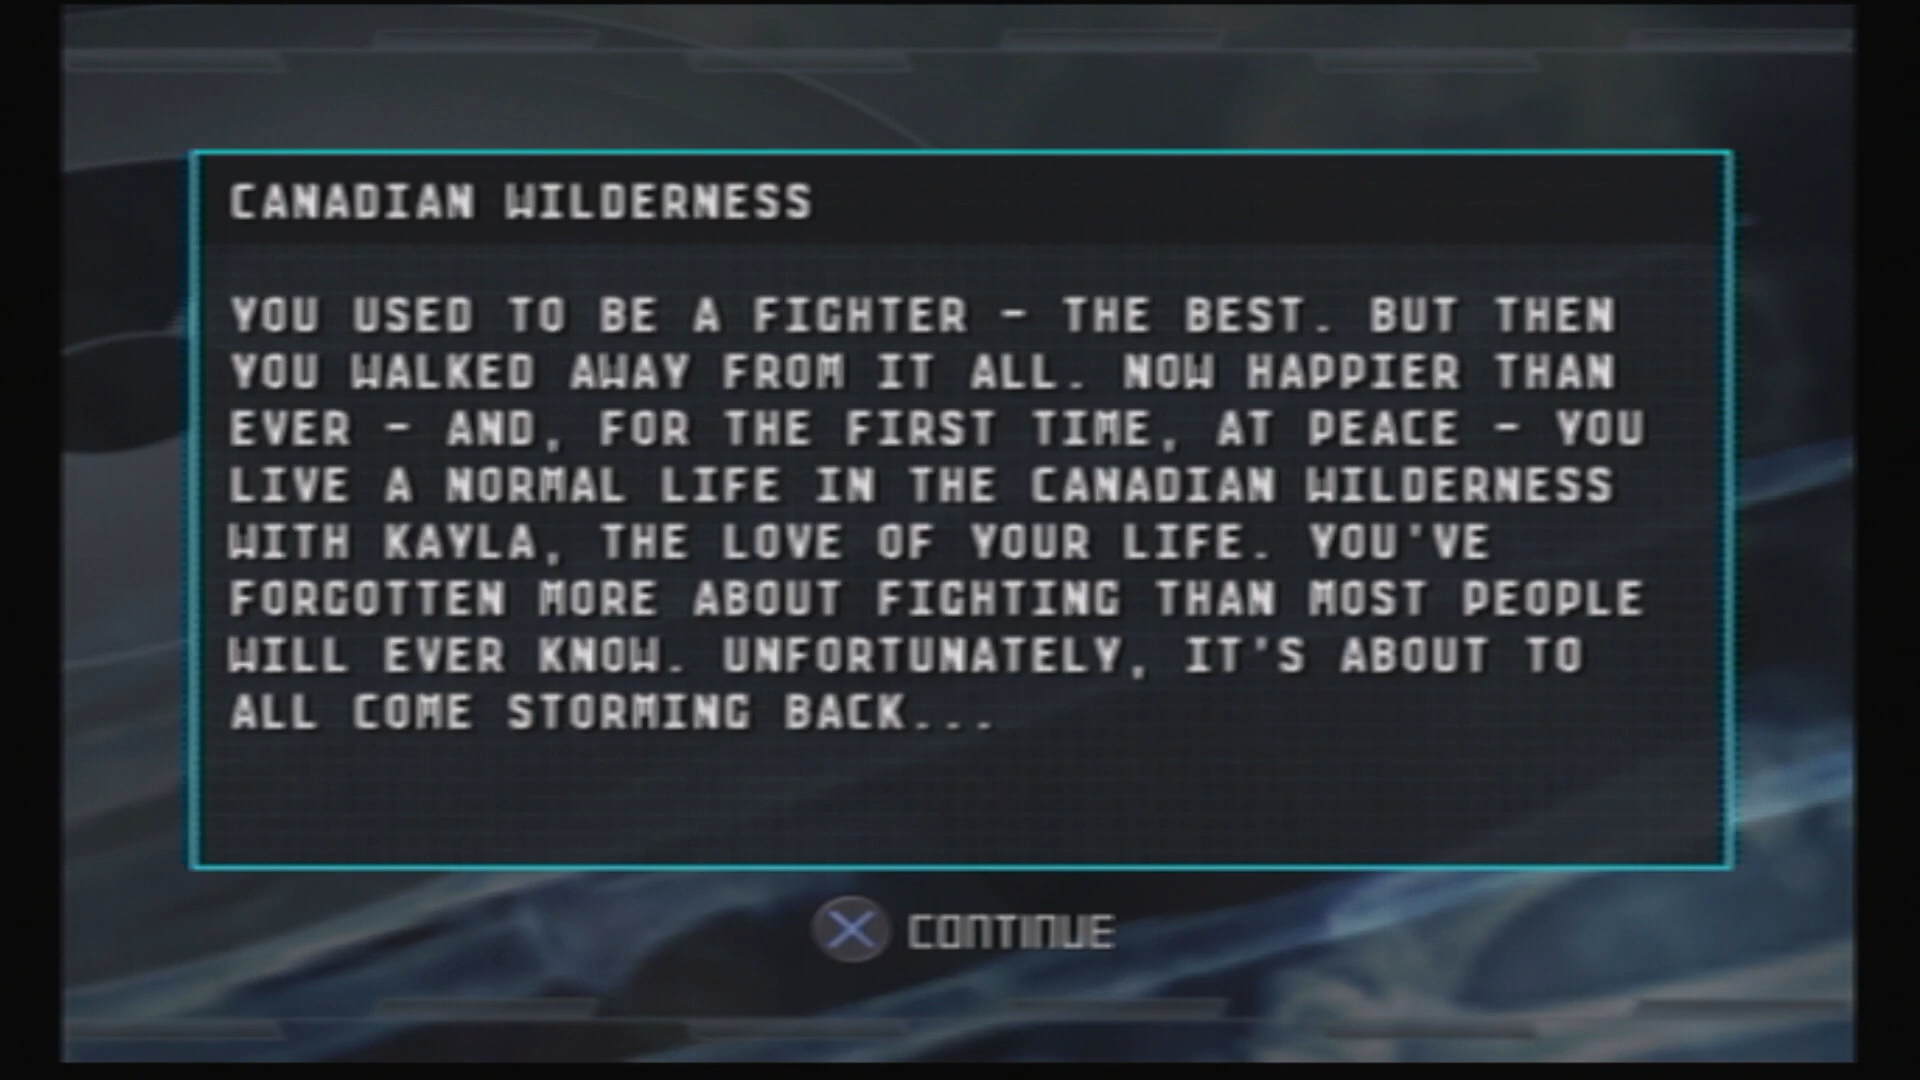 CANADIAN WILDERNESS
YOU USED TO BE A FIGHTER - THE BEST. BUT THEN
YOU WALKED AWAY FROM IT ALL. NOW HAPPIER THAN
EVER - AND, FOR THE FIRST TIME, AT PEACE - YOU
LIVE A NORMAL LIFE IN THE CANADIAN WILDERNESS
WITH KAYLA, THE LOVE OF YOUR LIFE. YOU'VE
FORGOTTEN MORE ABOUT FIGHTING THAN MOST PEOPLE
WILL EVER KNOW. UNFORTUNATELY, IT'S ABOUT TO
ALL COME STORMING BACK...
CONTINUE